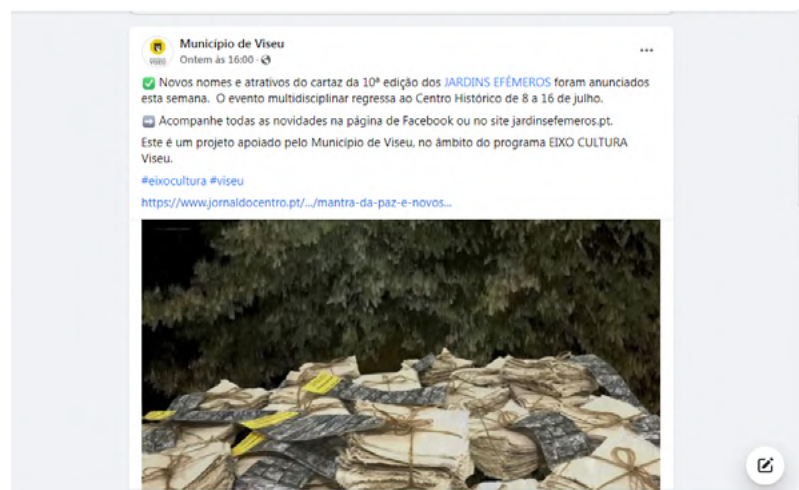 Município de Viseu
Ontem às 16:00 ·
Novos nomes e atrativos do cartaz da 10ª edição dos JARDINS EFÉMEROS foram anunciados
esta semana. O evento multidisciplinar regressa ao Centro Histórico de 8 a 16 de julho.
Acompanhe todas as novidades na página de Facebook ou no site jardinsefemeros.pt.
Este é um projeto apoiado pelo Município de Viseu, no âmbito do programa EIXO CULTURA
Viseu.
#eixocultura #viseu
https://www.jornaldocentro.pt/.../mantra-da-paz-e-novos...